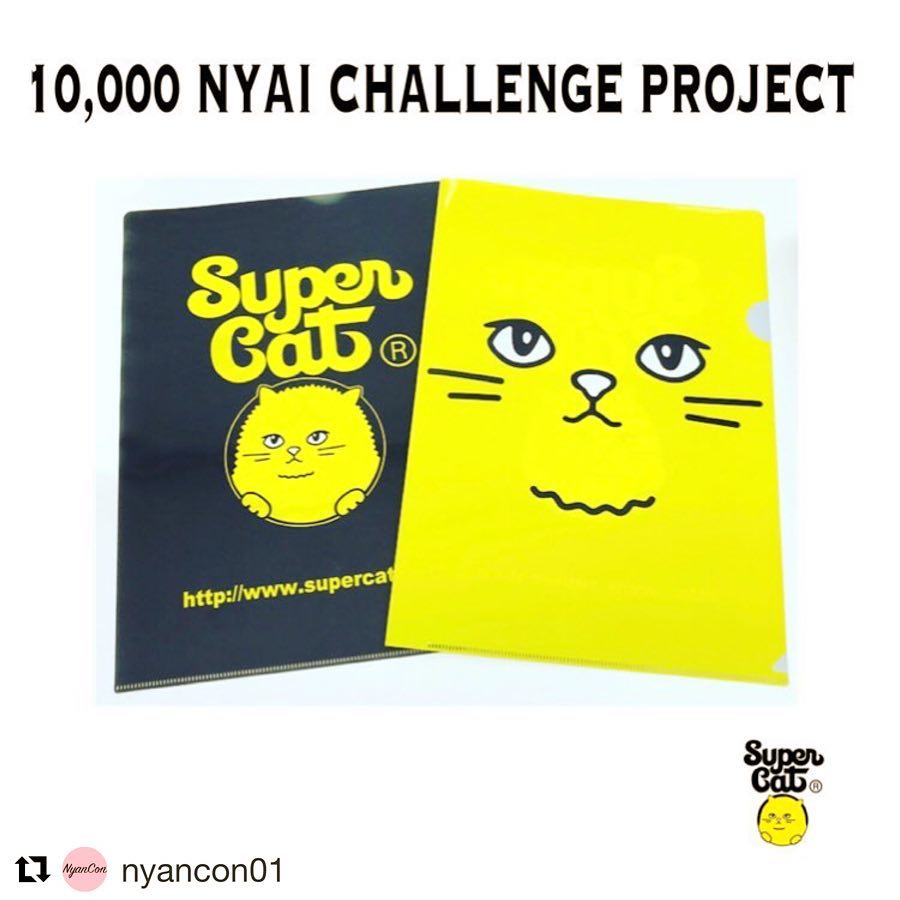 10,000 NYAI CHALLENGE PROJECT
Super
Cat ®
http://www.supercat
Super
Cat ®
NyanCon
nyancon01